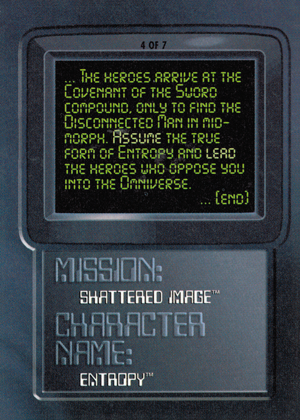 4 OF 7
... The heroes arrive at the
Covenant of the Sword
compound, only to find the
Disconnected Man in mid-
morph. Assume the true
form of Entropy and lead
the heroes who oppose you
into the Omniverse.
... (END)
MISSION:
SHATTERED IMAGE™
CHARACTER
NAME:
ENTROPY™